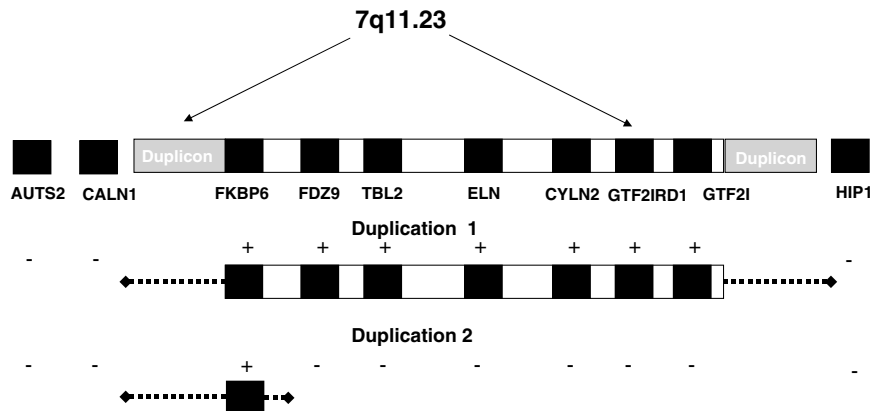 7q11.23
Duplicon Duplicon
AUTS2 CALN1 FKBP6 FDZ9 TBL2 ELN CYLN2 GTF2IRD1 GTF2I HIP1
Duplication 1
- - + + + + + + + -
Duplication 2
- - + - - - - - - -